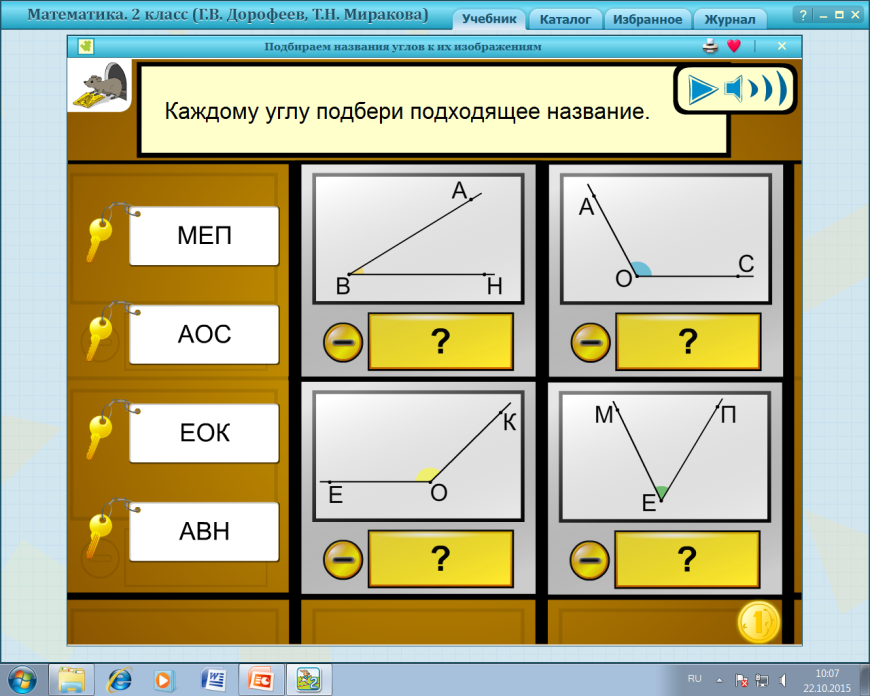 Математика. 2 класс (Г.В. Дорофеев, Т.Н. Миракова)
Учебник
Каталог
Избранное
Журнал
?
Подбираем названия углов к их изображениям
Каждому углу подбери подходящее название.
МЕП
АОС
ЕОК
АВН
А
В
Н
?
А
О
С
?
К
Е
О
?
М
П
Е
?
1
RU
10:07
22.10.2015